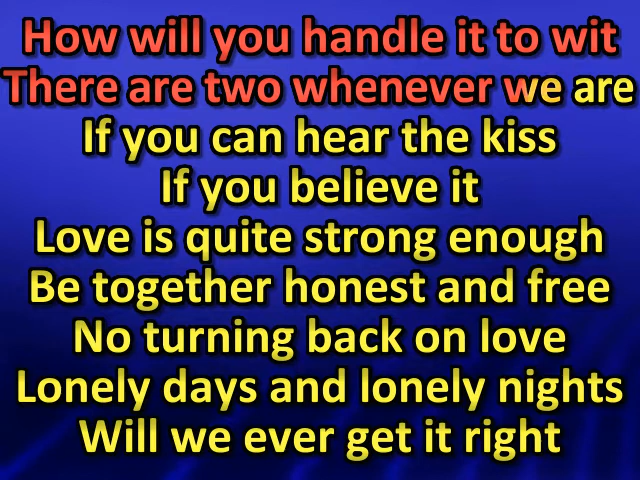 How will you handle it to wit
There are two whenever we are
If you can hear the kiss
If you believe it
Love is quite strong enough
Be together honest and free
No turning back on love
Lonely days and lonely nights
Will we ever get it right